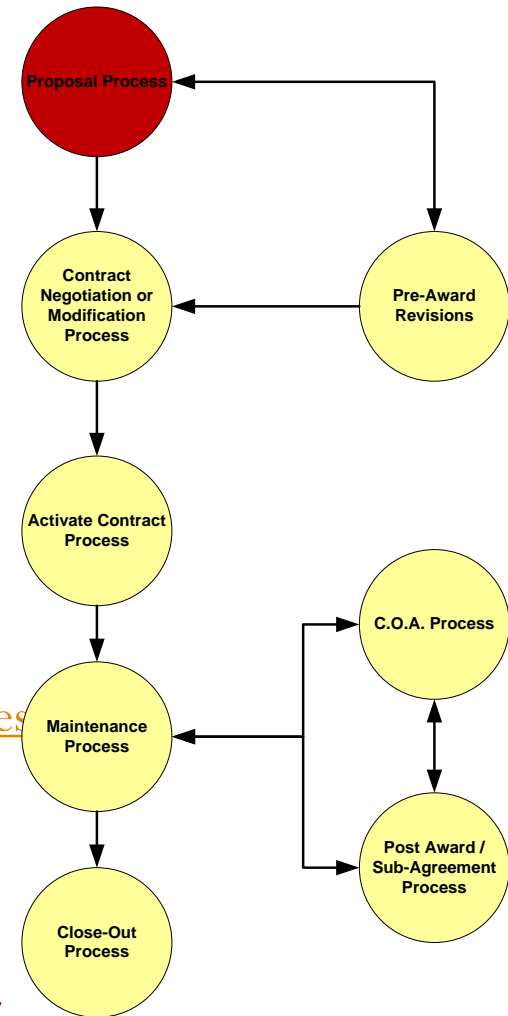 Proposal Process
Contract
Negotiation or
Modification
Process
Pre-Award
Revisions
Activate Contract
Process
C.O.A. Process
es
Maintenance
Process
Post Award /
Sub-Agreement
Process
Close-Out
Process